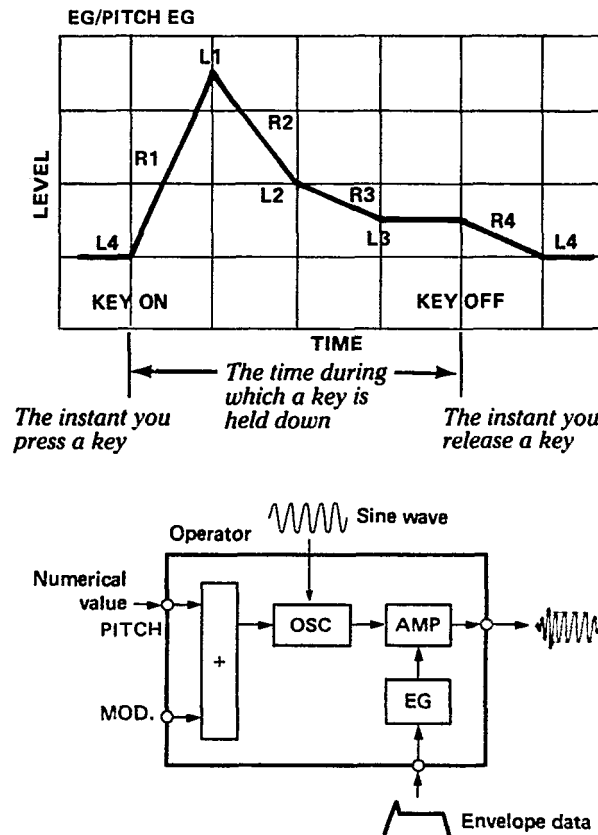 EG/PITCH EG
L1
R2
R1
LEVEL
L2
R3
L3
R4
L4
L4
KEY ON
KEY OFF
TIME
The instant you
press a key
The time during
which a key is
held down
The instant you
release a key
Sine wave
Operator
Numerical
value
PITCH
+
OSC
AMP
EG
MOD.
Envelope data